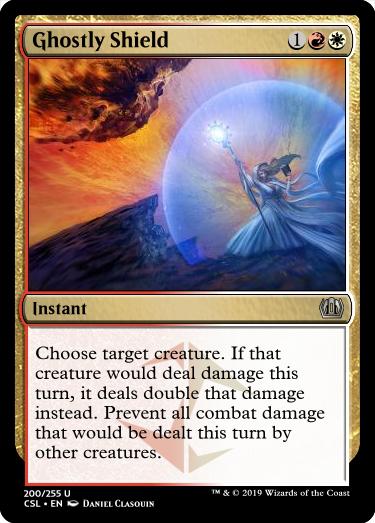 Ghostly Shield 1
Instant
Choose target creature. If that
creature would deal damage this
turn, it deals double that damage
instead. Prevent all combat damage
that would be dealt this turn by
other creatures.
200/255 U
CSL • EN Daniel Clasouin
™ & © 2019 Wizards of the Coast